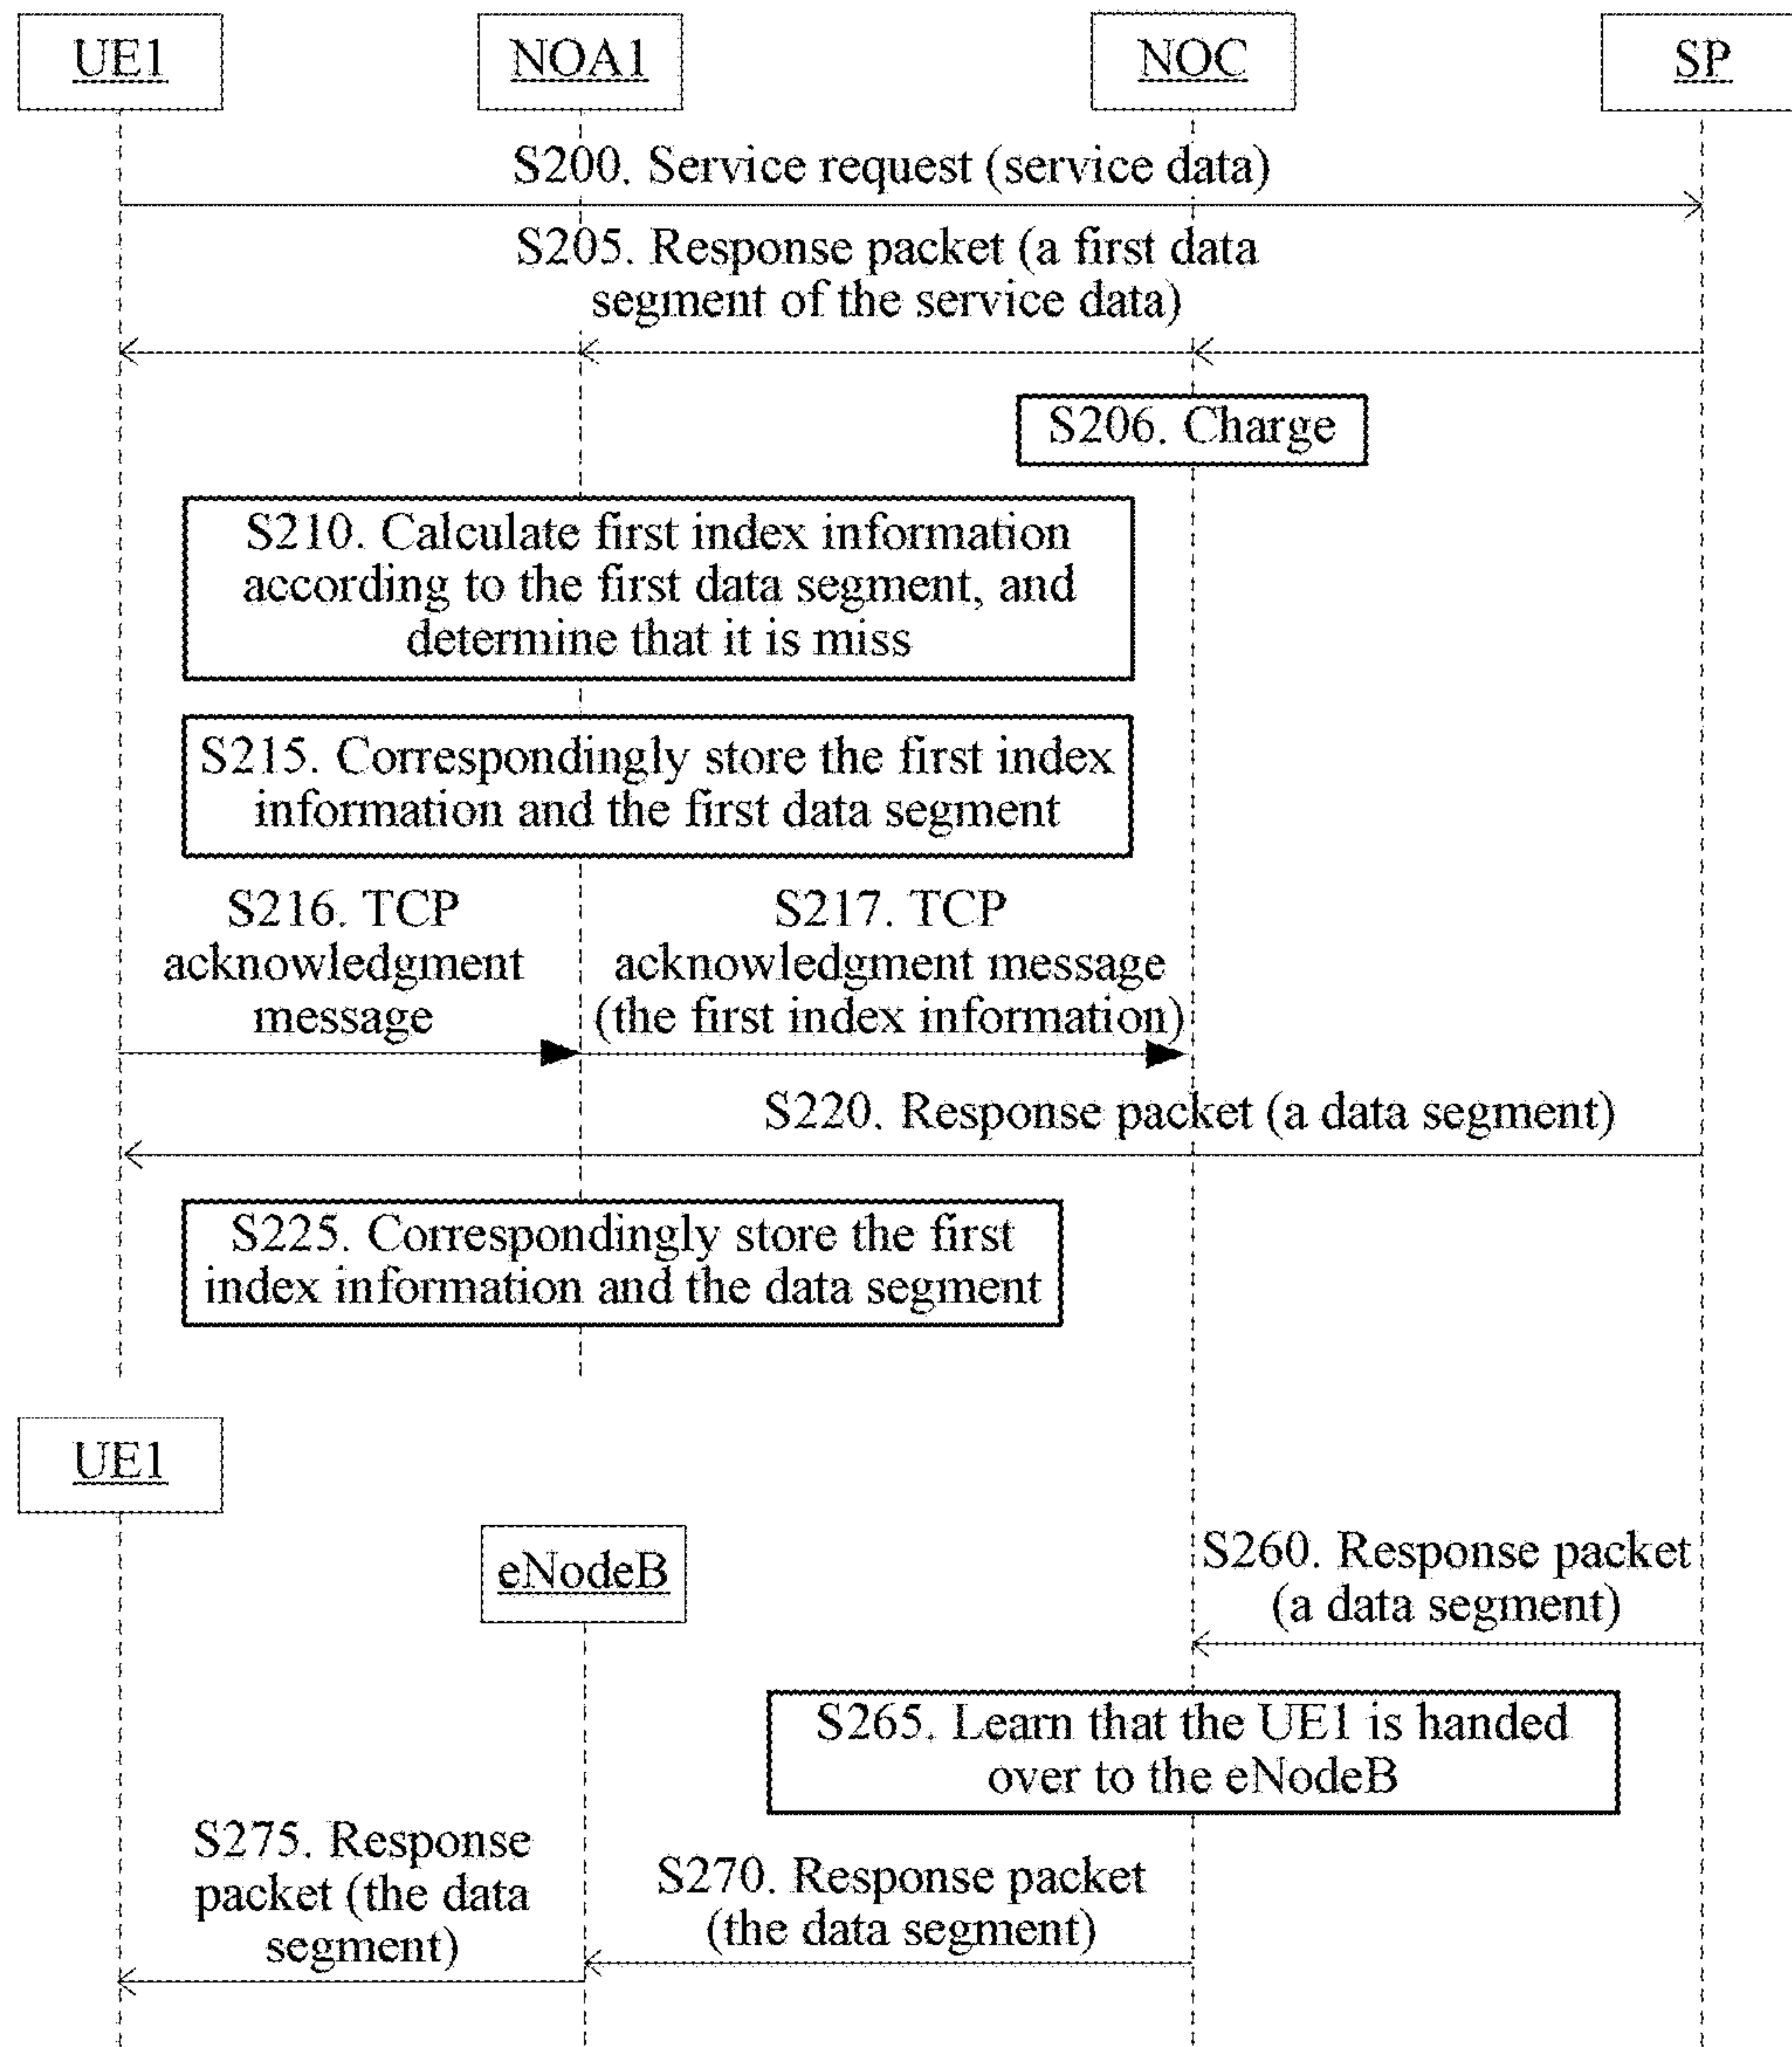 UE1
NOA1
NOC
SP
S200. Service request (service data)
S205. Response packet (a first data
segment of the service data)
S206. Charge
S210. Calculate first index information
according to the first data segment, and
determine that it is miss
S215. Correspondingly store the first index
information and the first data segment
S216. TCP
acknowledgment
message
S217. TCP
acknowledgment message
(the first index information)
S220. Response packet (a data segment)
S225. Correspondingly store the first
index information and the data segment
UE1
eNodeB
S260. Response packet
(a data segment)
S265. Learn that the UE1 is handed
over to the eNodeB
S275. Response
packet (the data
segment)
S270. Response packet
(the data segment)